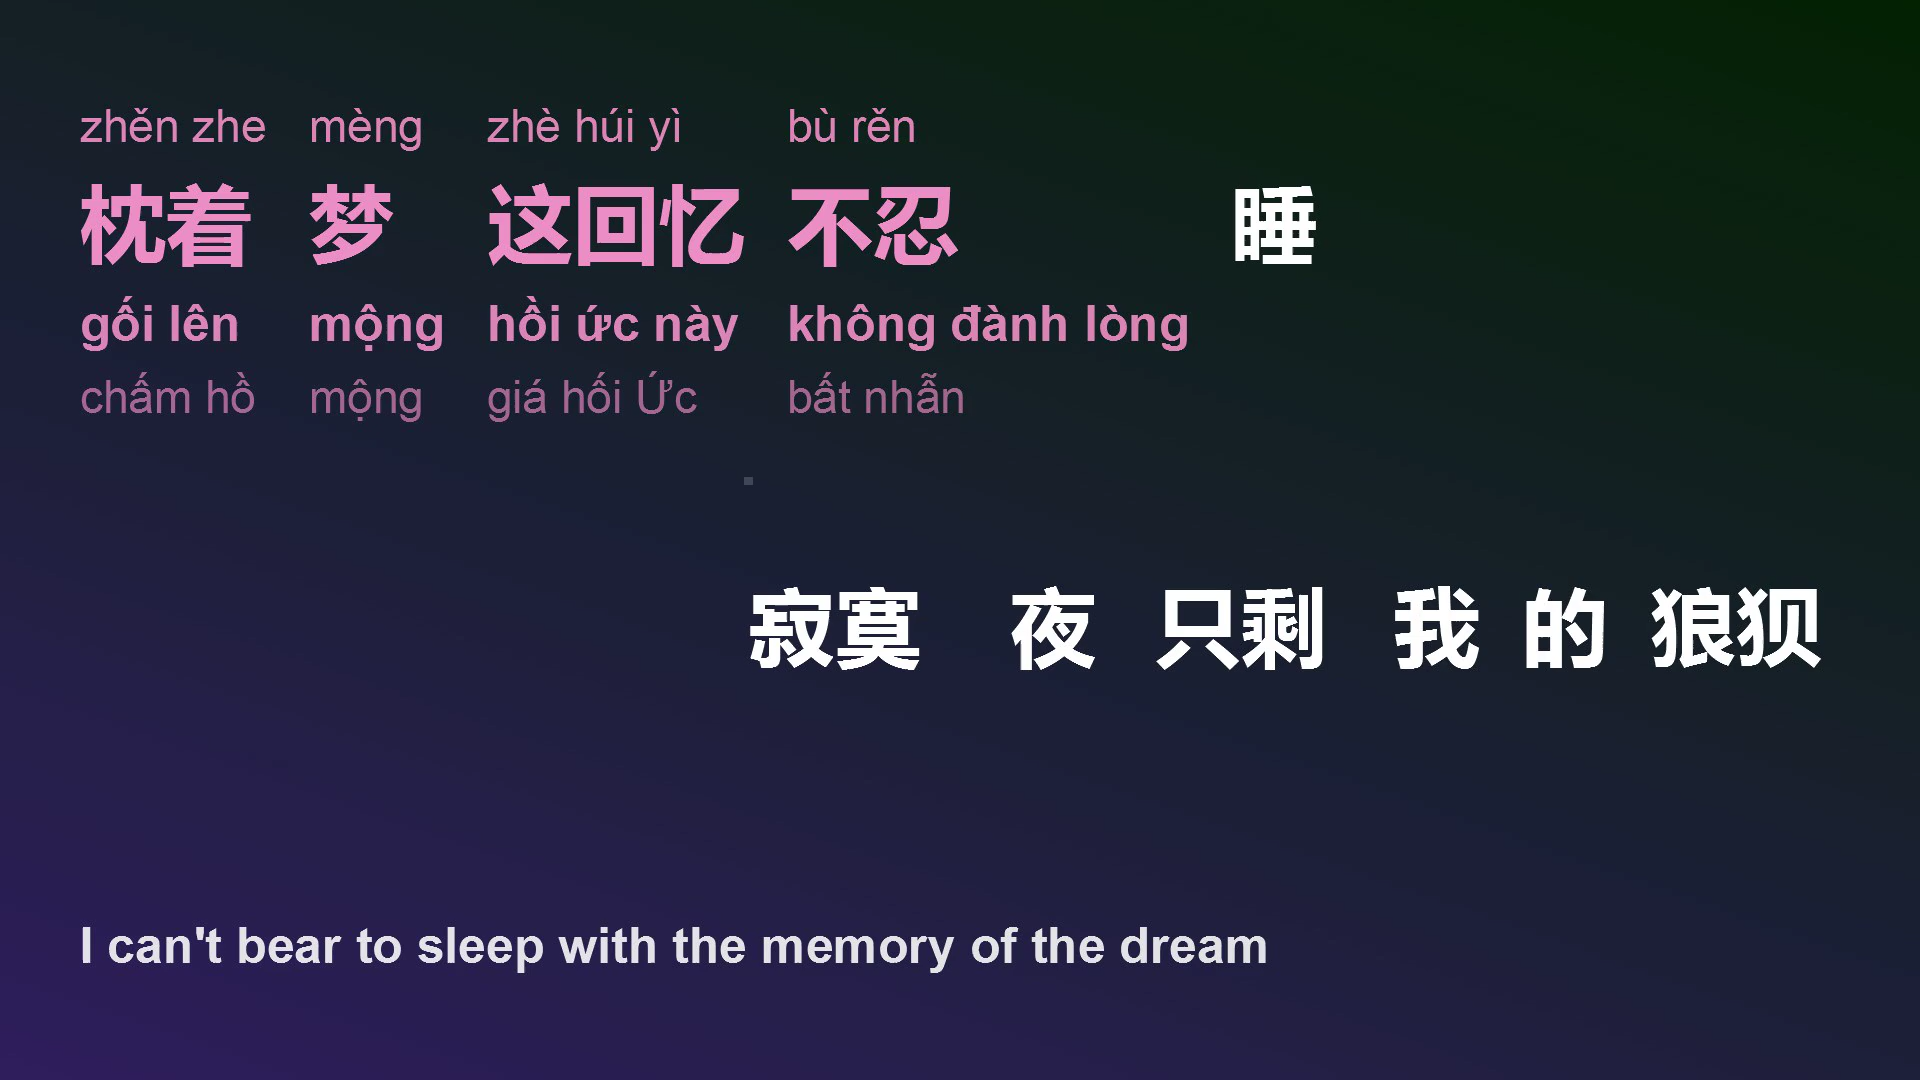 zhěn zhe mèng zhè húi yì bù rěn
枕着 梦 这回忆 不忍 睡
gối lên mộng hồi ức này không đành lòng
chấm hồ mộng giá hối Ức bất nhẫn
寂寞 夜 只剩 我 的 狼狈
I can't bear to sleep with the memory of the dream